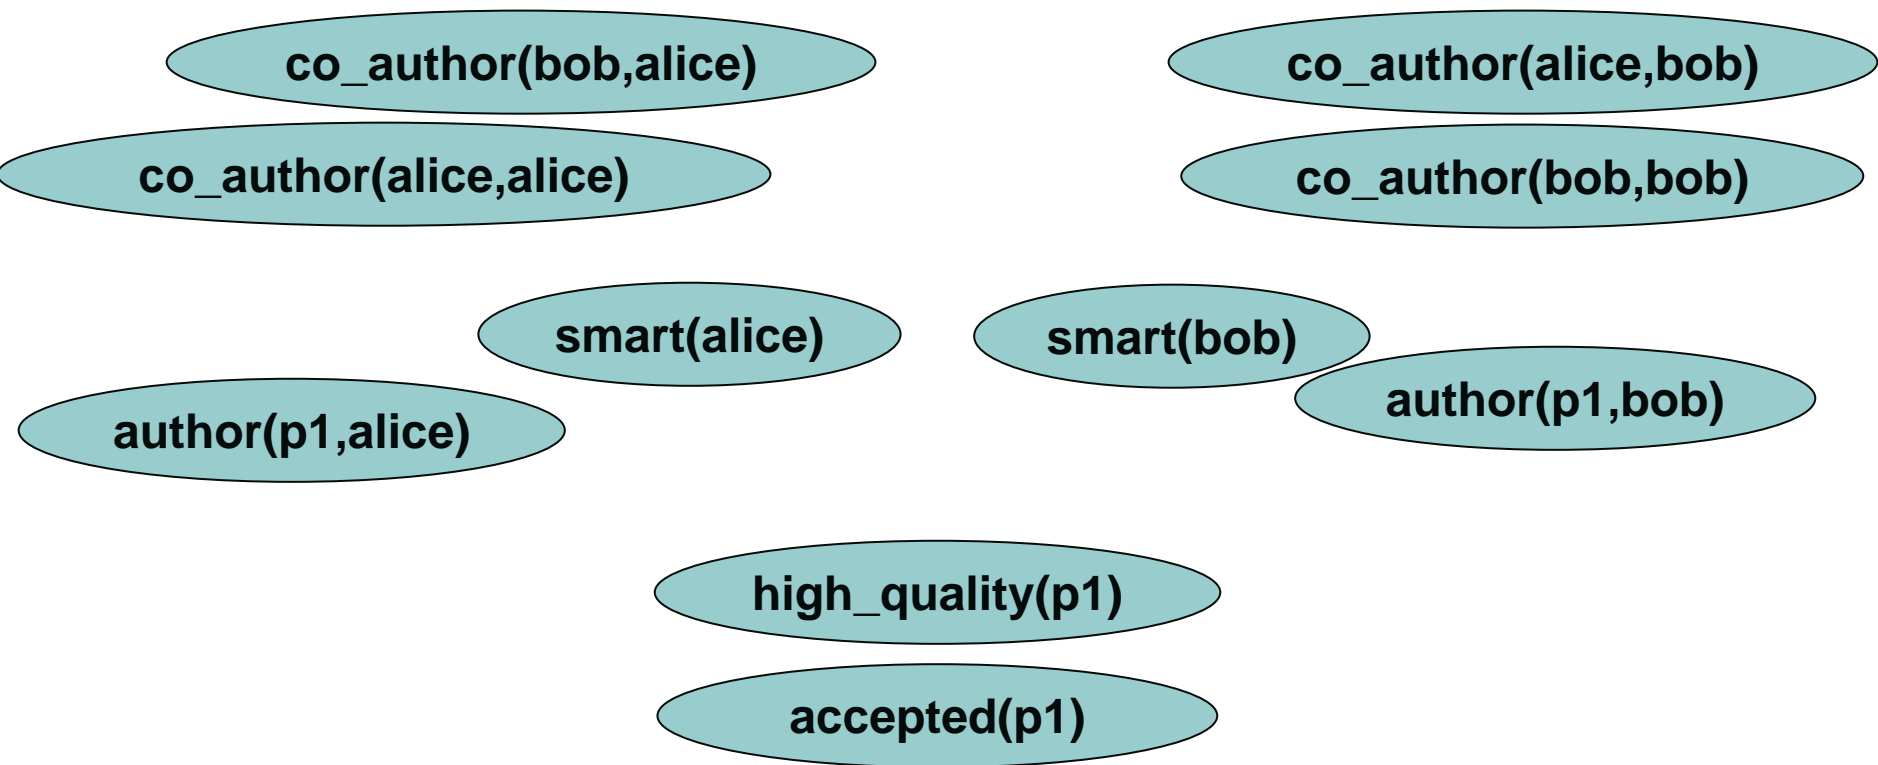 co_author(bob,alice)
co_author(alice,bob)
co_author(alice,alice)
co_author(bob,bob)
smart(alice)
smart(bob)
author(p1,bob)
author(p1,alice)
high_quality(p1)
accepted(p1)